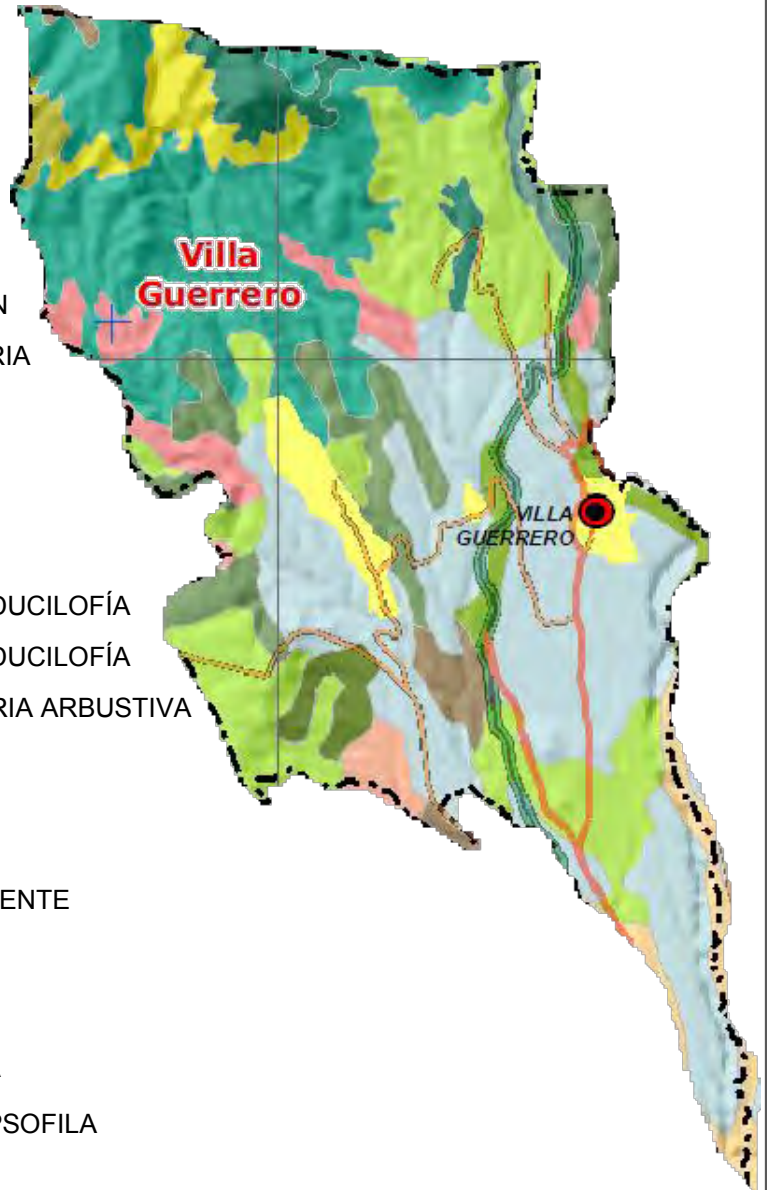 Villa
Guerrero
N
RIA
VILLA
GUERRERO
DUCILOFÍA
DUCILOFÍA
RIA ARBUSTIVA
ENTE
PSOFILA